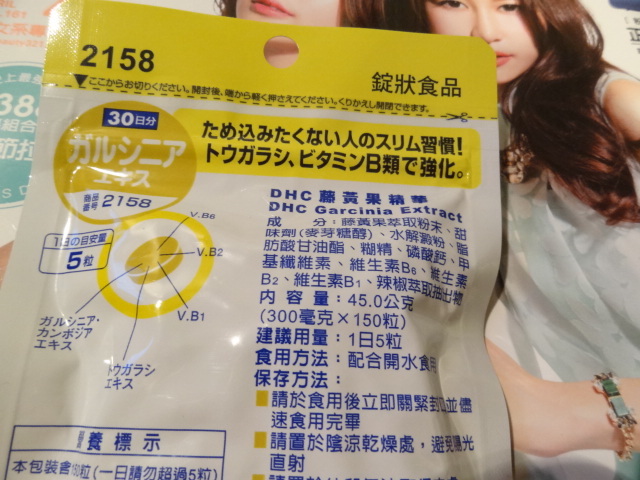 2158
錠狀食品
▼ここからお切りください。開封後、端から軽く押さえてください。くりかえし開閉できます。▼
30日分
ガルシニア
エキス
商品番号 2158
ため込みたくない人のスリム習慣!
トウガラシ、ビタミンB類で強化。
1日の目安量
5粒
V.B6
V.B2
V.B1
ガルシニア・
カンボジア
エキス
トウガラシ
エキス
DHC 藤黃果精華
DHC Garcinia Extract
成 分:藤黃果萃取粉末、甜
味劑(麥芽糖醇)、水解澱粉、脂
肪酸甘油酯、糊精、磷酸鈣、甲
基纖維素、維生素B6、維生素
B2、維生素B1、辣椒萃取抽出物
內 容 量:45.0公克
(300毫克×150粒)
建議用量:1日5粒
食用方法:配合開水食用
保存方法:
■請於食用後立即關緊封口並儘
速食用完畢
■請置於陰涼乾燥處,避免陽光
直射
養 標 示
本包裝含 粒(一日請勿超過5粒)
161
38
組合
節拍